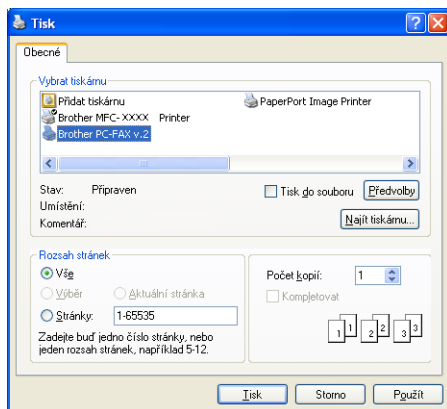 Tisk
Obecné
Vybrat tiskárnu
Přidat tiskárnu
PaperPort Image Printer
Brother MFC-XXXX Printer
Brother PC-FAX v.2
Stav: Připraven
Tisk do souboru
Předvolby
Umístění:
Komentář:
Najít tiskárnu...
Rozsah stránek
Vše
Výběr
Aktuální stránka
Stránky: 1-65535
Zadejte buď jedno číslo stránky, nebo
jeden rozsah stránek, například 5-12.
Počet kopií: 1
Kompletovat
1 1 2 2 3 3
Tisk
Storno
Použít